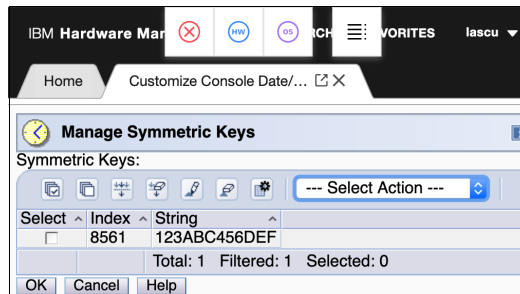 IBM Hardware Mar
HW
OS
RCH
VORITES
lascu
Home
Customize Console Date/...
Manage Symmetric Keys
Symmetric Keys:
--- Select Action ---
Select Index String
8561 123ABC456DEF
Total: 1 Filtered: 1 Selected: 0
OK Cancel Help